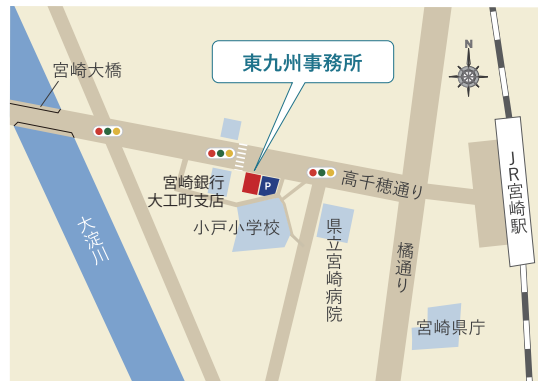 宮崎大橋
東九州事務所
N
P
高千穂通り
JR宮崎駅
宮崎銀行
大工町支店
小戸小学校
大淀川
県立宮崎病院
橘通り
宮崎県庁